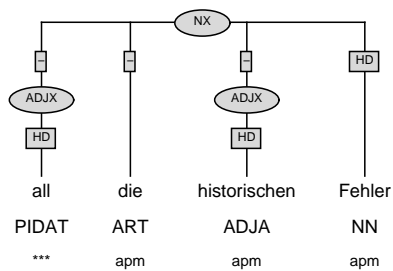 NX
– – – HD
ADJX ADJX
HD HD
all die historischen Fehler
PIDAT ART ADJA NN
*** apm apm apm